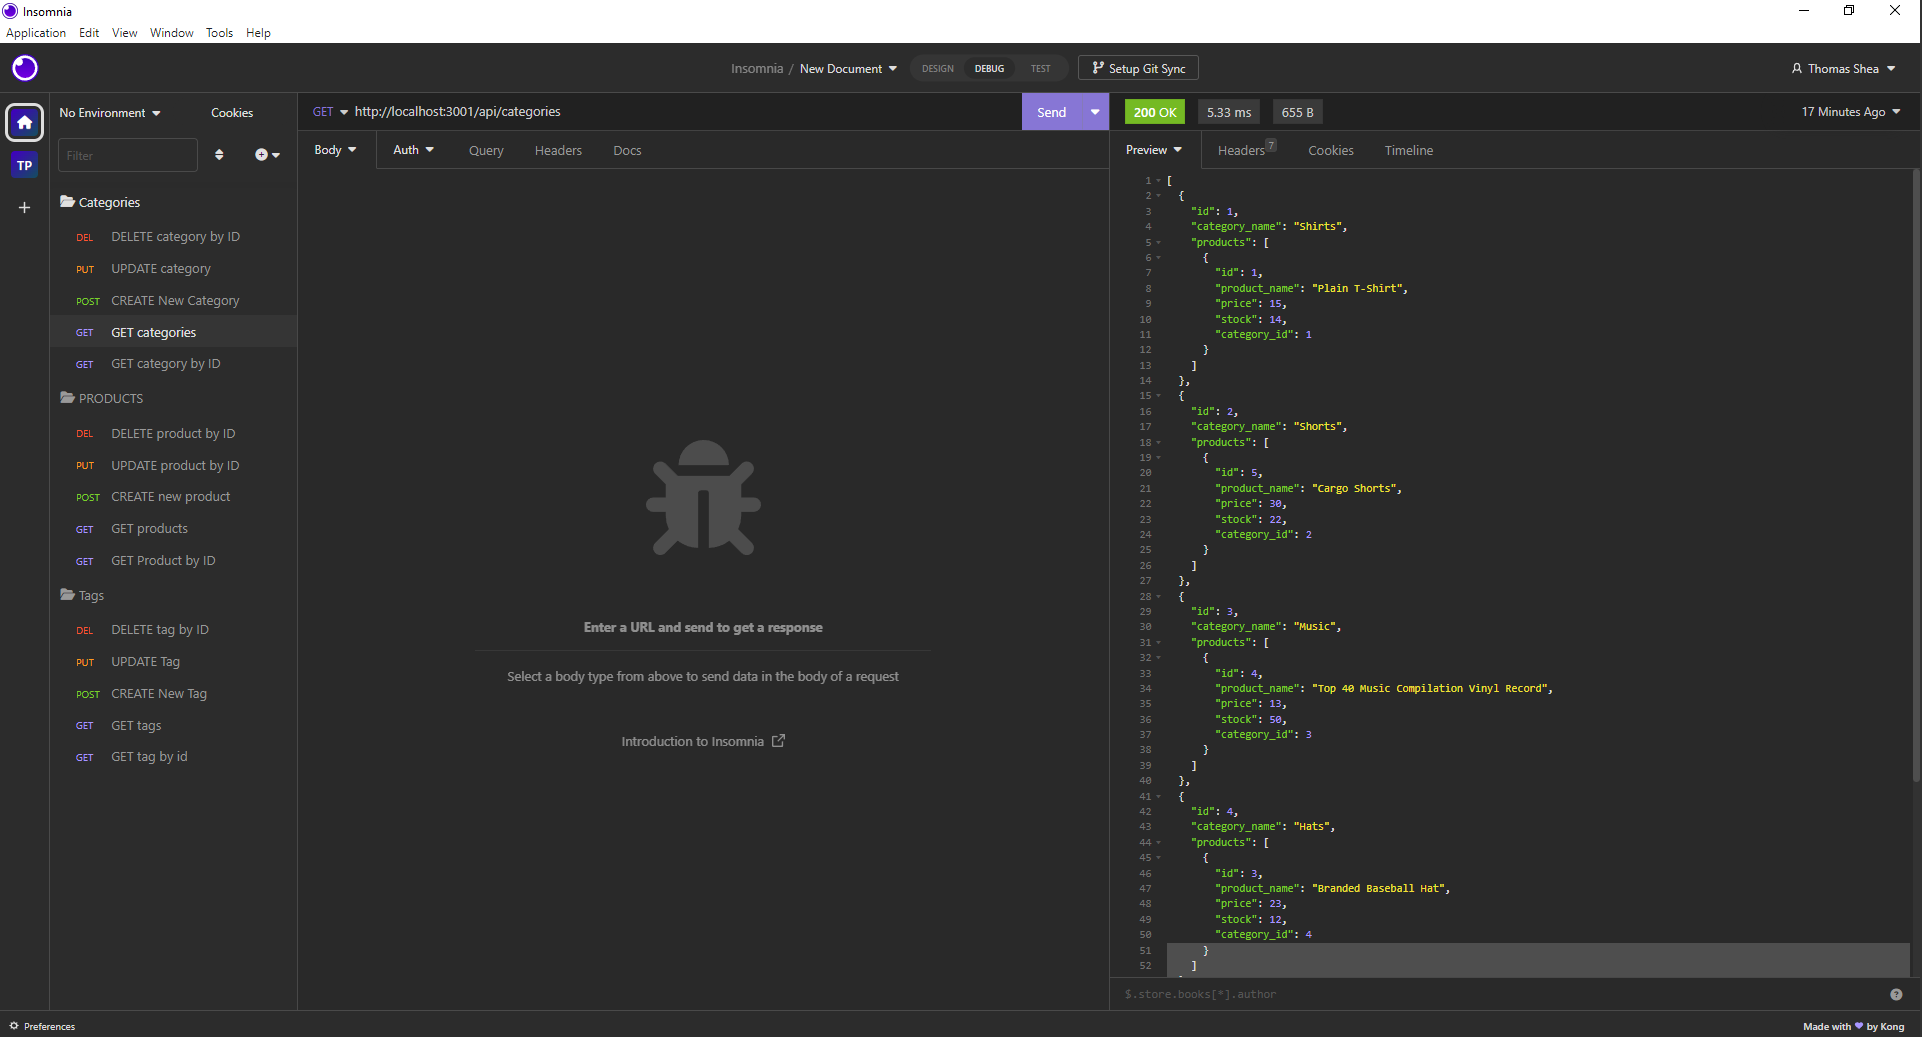 Insomnia
Application Edit View Window Tools Help
Insomnia / New Document DESIGN DEBUG TEST Setup Git Sync Thomas Shea
TP
No Environment Cookies
Filter
Categories
DEL DELETE category by ID
PUT UPDATE category
POST CREATE New Category
GET GET categories
GET GET category by ID
PRODUCTS
DEL DELETE product by ID
PUT UPDATE product by ID
POST CREATE new product
GET GET products
GET GET Product by ID
Tags
DEL DELETE tag by ID
PUT UPDATE Tag
POST CREATE New Tag
GET GET tags
GET GET tag by id
GET http://localhost:3001/api/categories Send
Body Auth Query Headers Docs
Enter a URL and send to get a response
Select a body type from above to send data in the body of a request
Introduction to Insomnia
200 OK 5.33 ms 655 B 17 Minutes Ago
Preview Headers 7 Cookies Timeline
1 [
2 {
3 "id": 1,
4 "category_name": "Shirts",
5 "products": [
6 {
7 "id": 1,
8 "product_name": "Plain T-Shirt",
9 "price": 15,
10 "stock": 14,
11 "category_id": 1
12 }
13 ]
14 },
15 {
16 "id": 2,
17 "category_name": "Shorts",
18 "products": [
19 {
20 "id": 5,
21 "product_name": "Cargo Shorts",
22 "price": 30,
23 "stock": 22,
24 "category_id": 2
25 }
26 ]
27 },
28 {
29 "id": 3,
30 "category_name": "Music",
31 "products": [
32 {
33 "id": 4,
34 "product_name": "Top 40 Music Compilation Vinyl Record",
35 "price": 13,
36 "stock": 50,
37 "category_id": 3
38 }
39 ]
40 },
41 {
42 "id": 4,
43 "category_name": "Hats",
44 "products": [
45 {
46 "id": 3,
47 "product_name": "Branded Baseball Hat",
48 "price": 23,
49 "stock": 12,
50 "category_id": 4
51 }
52 ]
$.store.books[*].author
Preferences
Made with by Kong